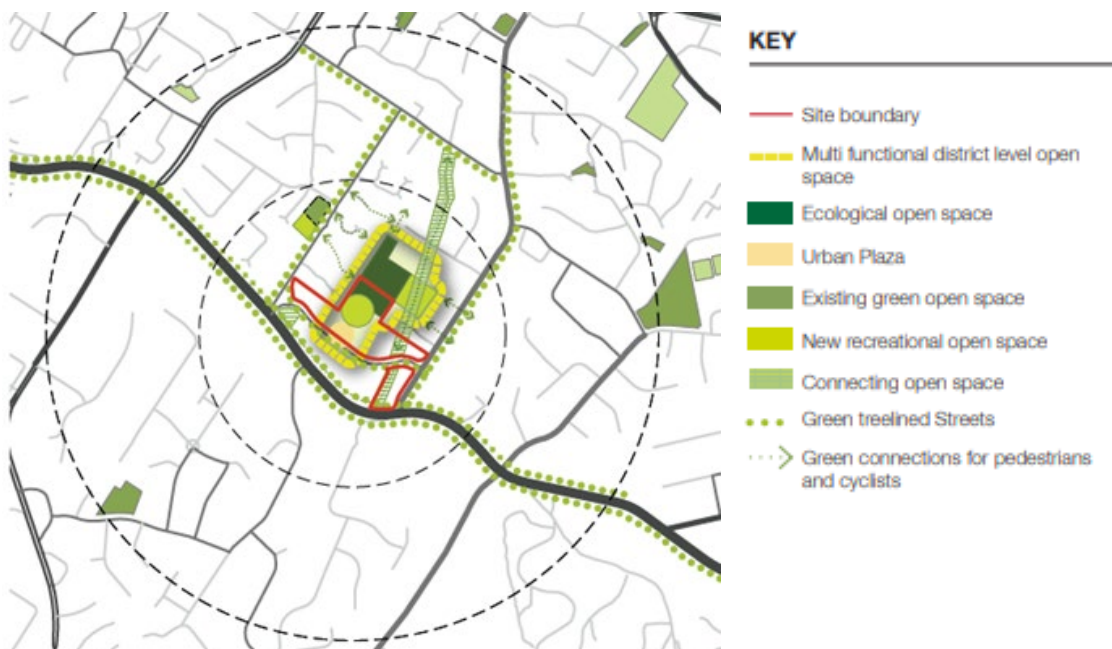 KEY
Site boundary
Multi functional district level open
space
Ecological open space
Urban Plaza
Existing green open space
New recreational open space
Connecting open space
Green treelined Streets
Green connections for pedestrians
and cyclists